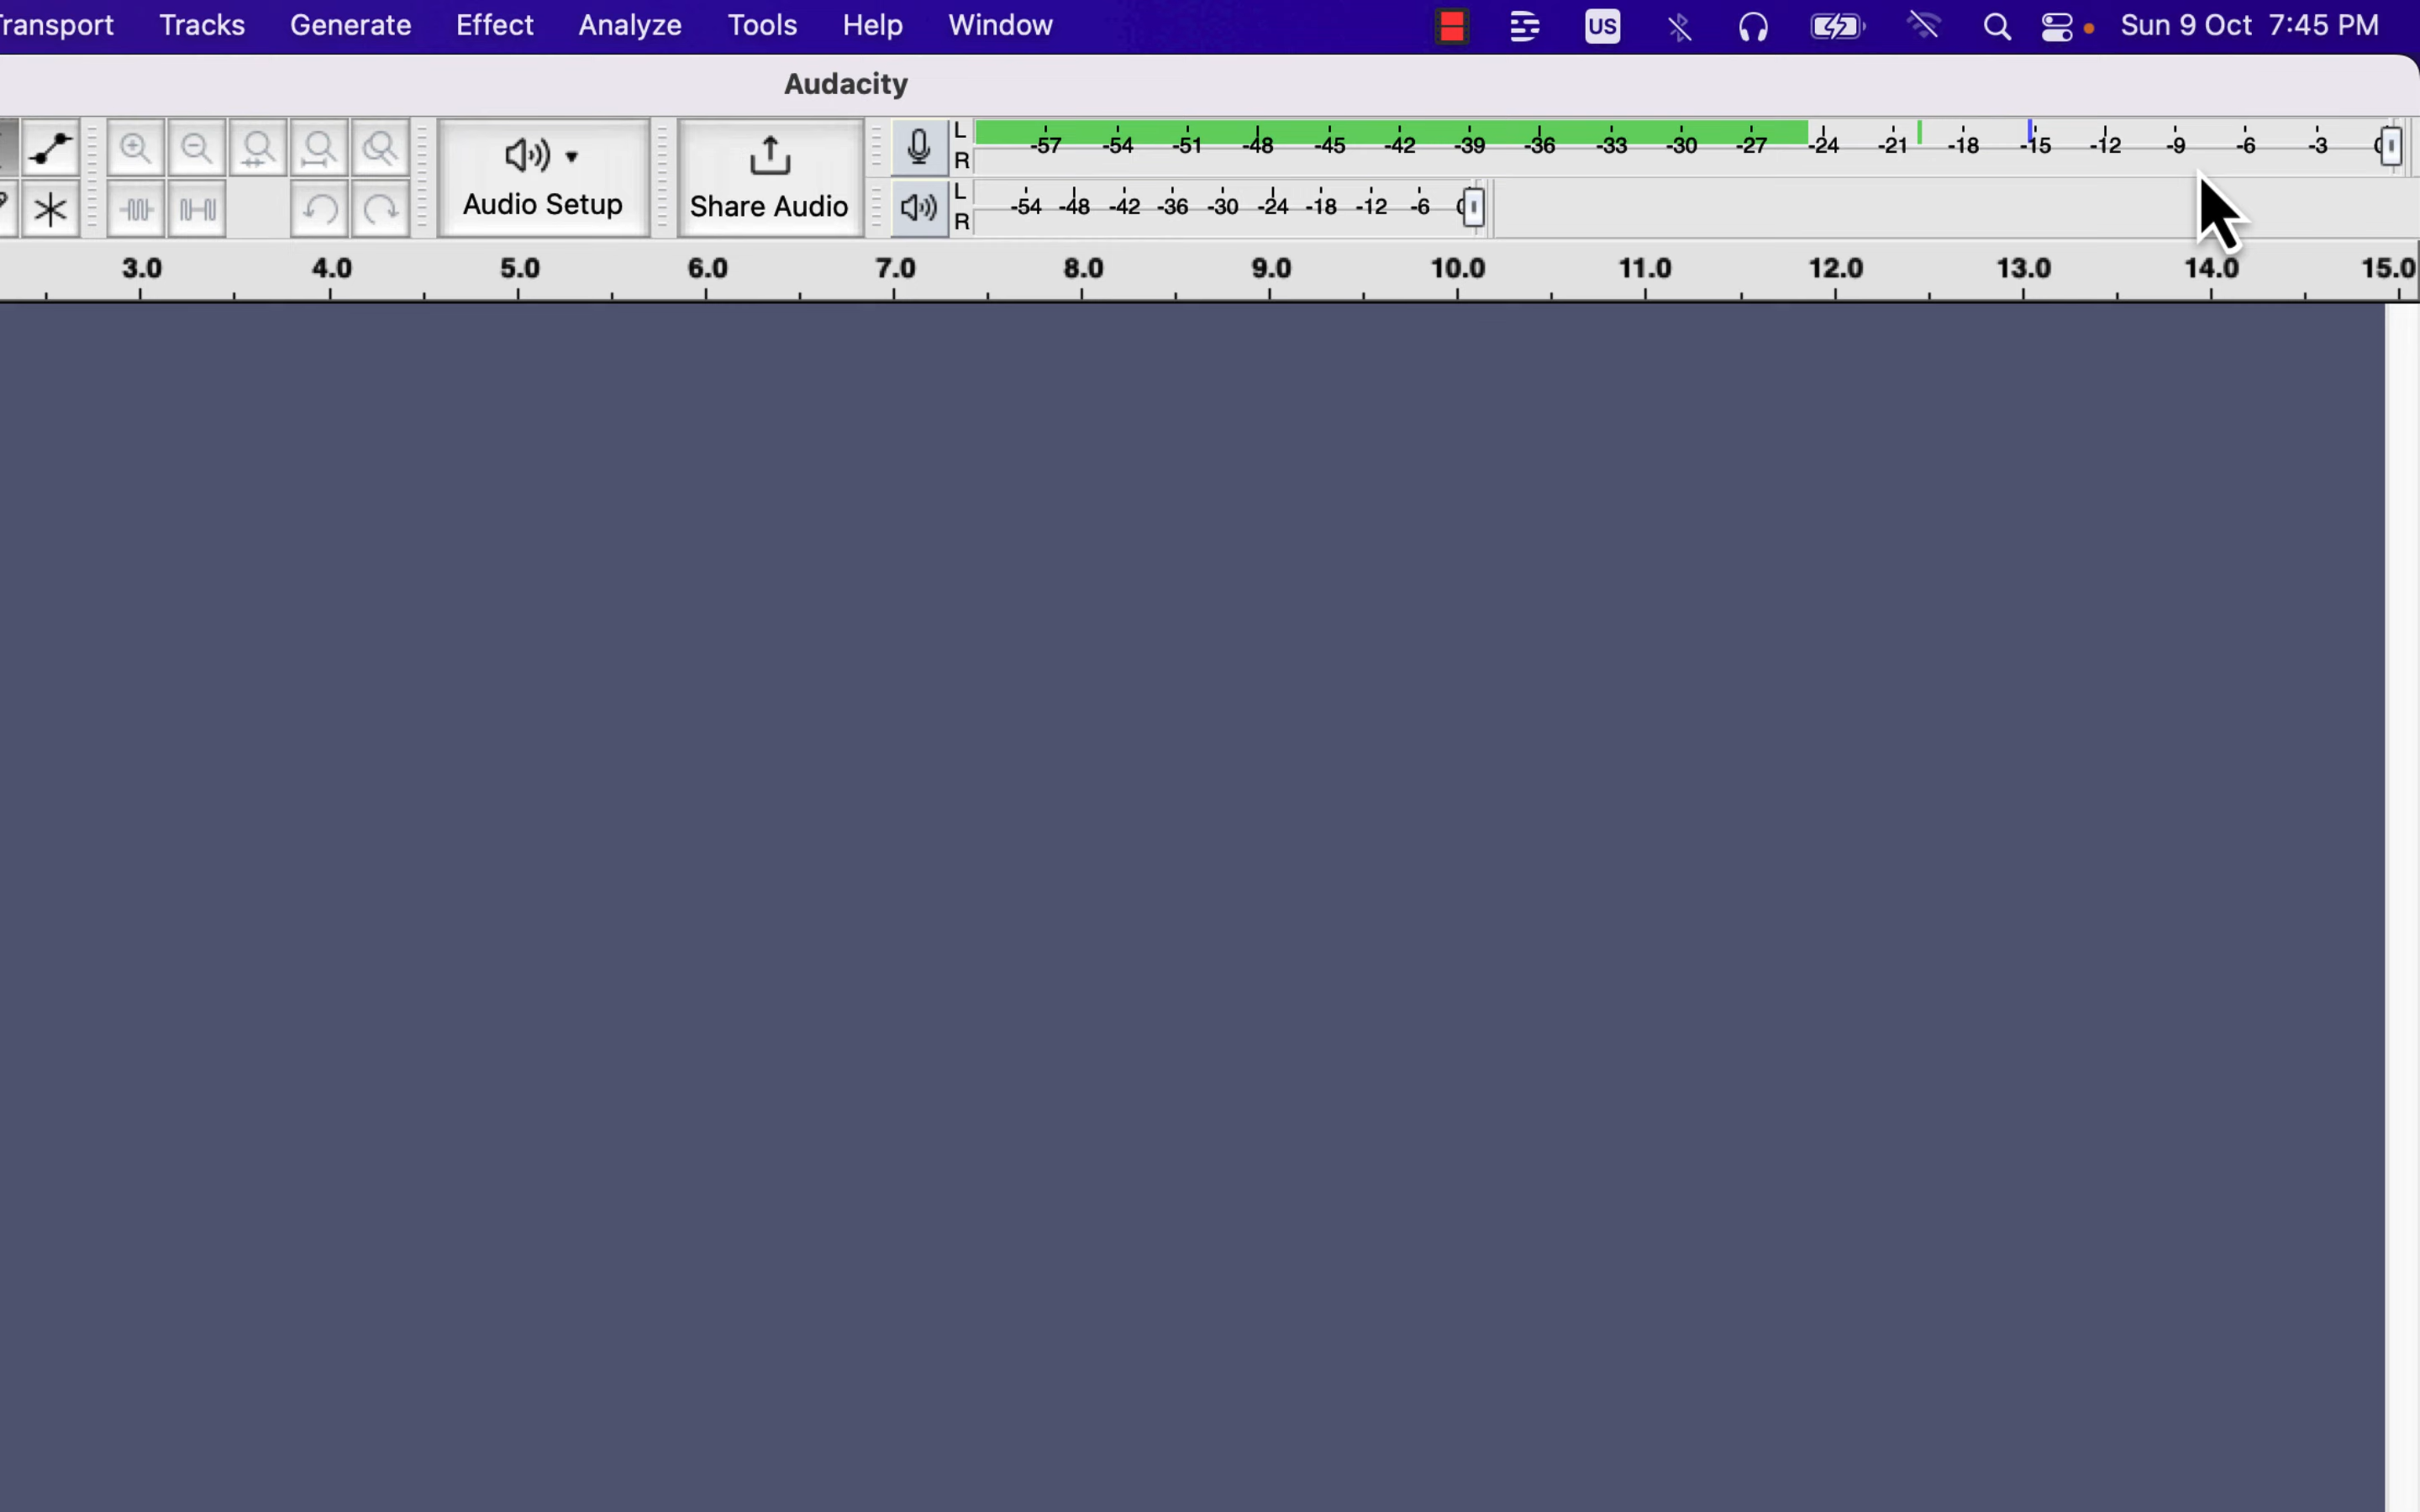 ransport Tracks Generate Effect Analyze Tools Help Window US Sun 9 Oct 7:45 PM
Audacity
L -57 -54 -51 -48 -45 -42 -39 -36 -33 -30 -27 -24 -21 -18 -15 -12 -9 -6 -3
R
Audio Setup
Share Audio
L -54 -48 -42 -36 -30 -24 -18 -12 -6
R
3.0 4.0 5.0 6.0 7.0 8.0 9.0 10.0 11.0 12.0 13.0 14.0 15.0